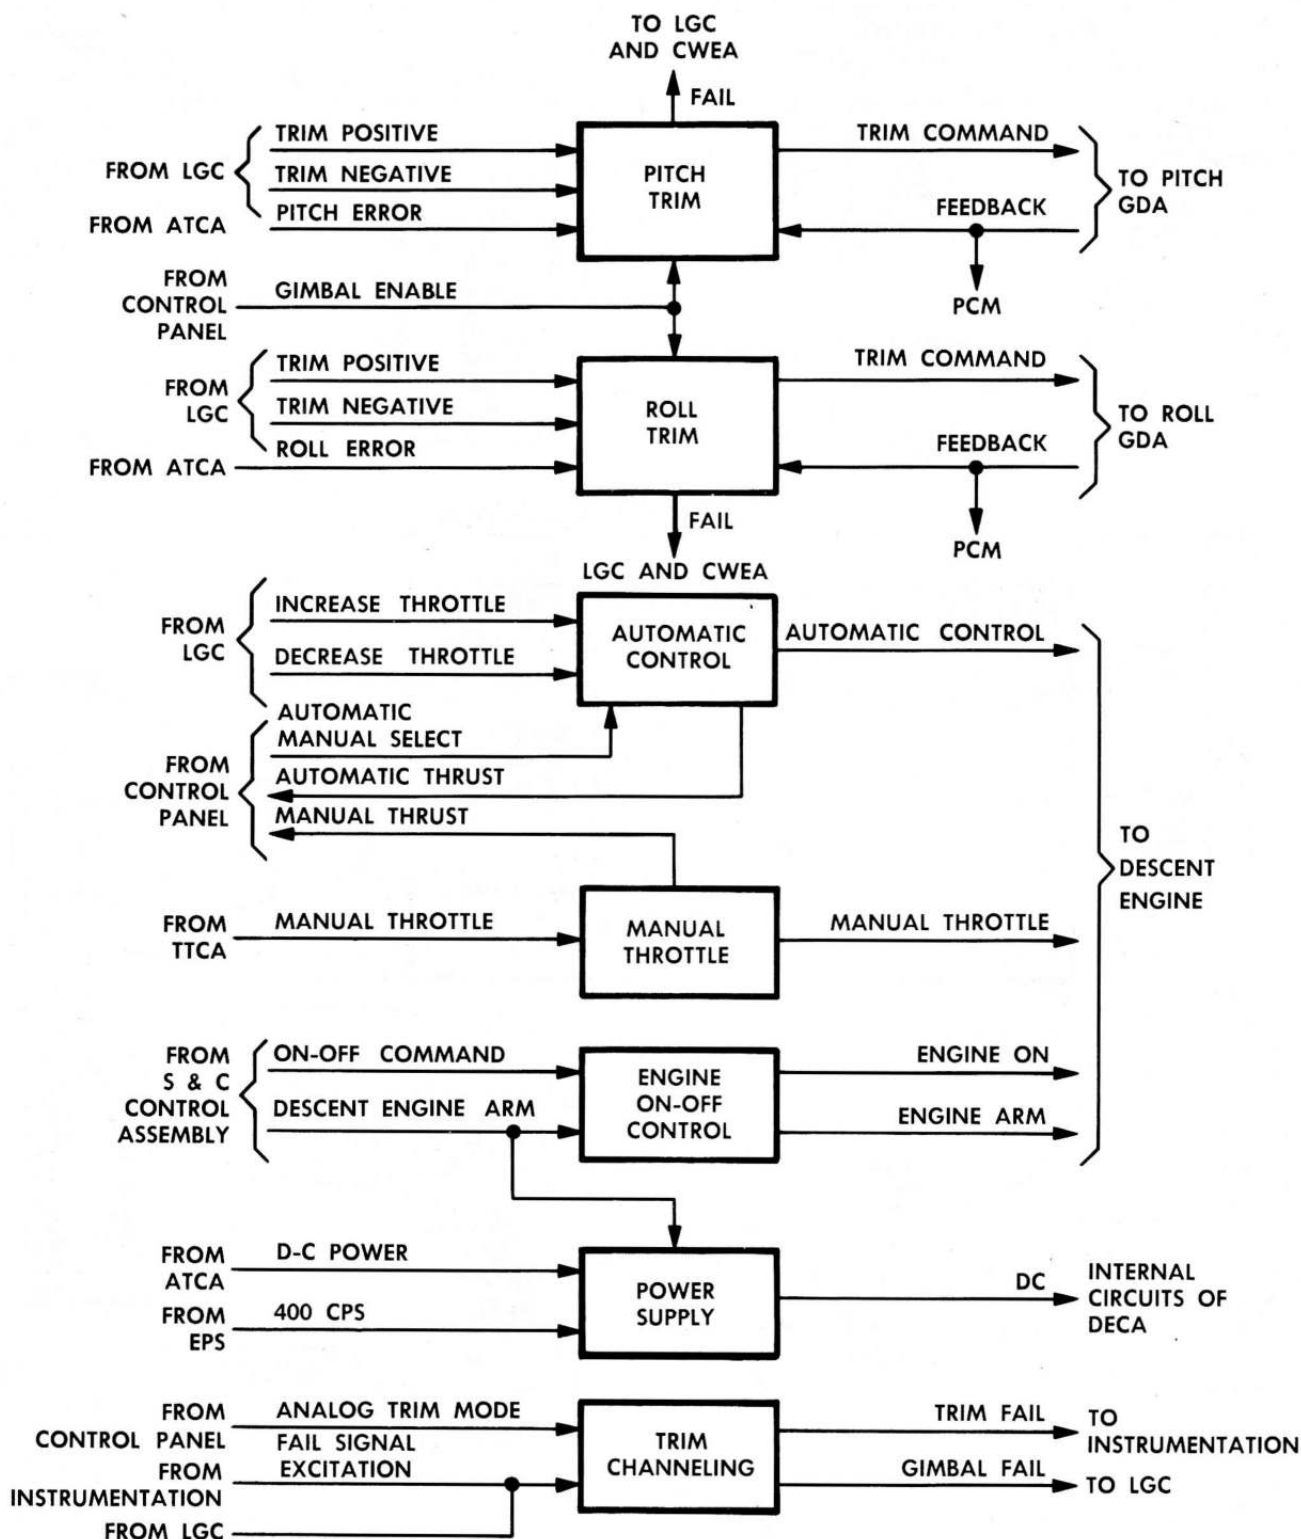 TO LGC
AND CWEA
FAIL
FROM LGC
TRIM POSITIVE
TRIM NEGATIVE
FROM ATCA
PITCH ERROR
PITCH
TRIM
TRIM COMMAND
FEEDBACK
TO PITCH
GDA
PCM
FROM
CONTROL
PANEL
GIMBAL ENABLE
FROM
LGC
TRIM POSITIVE
TRIM NEGATIVE
FROM ATCA
ROLL ERROR
ROLL
TRIM
TRIM COMMAND
FEEDBACK
TO ROLL
GDA
PCM
FAIL
LGC AND CWEA
FROM
LGC
INCREASE THROTTLE
DECREASE THROTTLE
AUTOMATIC
CONTROL
AUTOMATIC CONTROL
FROM
CONTROL
PANEL
AUTOMATIC
MANUAL SELECT
AUTOMATIC THRUST
MANUAL THRUST
TO
DESCENT
ENGINE
FROM
TTCA
MANUAL THROTTLE
MANUAL
THROTTLE
MANUAL THROTTLE
FROM
S & C
CONTROL
ASSEMBLY
ON-OFF COMMAND
DESCENT ENGINE ARM
ENGINE
ON-OFF
CONTROL
ENGINE ON
ENGINE ARM
FROM
ATCA
D-C POWER
FROM
EPS
400 CPS
POWER
SUPPLY
DC
INTERNAL
CIRCUITS OF
DECA
FROM
CONTROL PANEL
ANALOG TRIM MODE
FROM
INSTRUMENTATION
FAIL SIGNAL
EXCITATION
FROM LGC
TRIM
CHANNELING
TRIM FAIL
TO
INSTRUMENTATION
GIMBAL FAIL
TO LGC